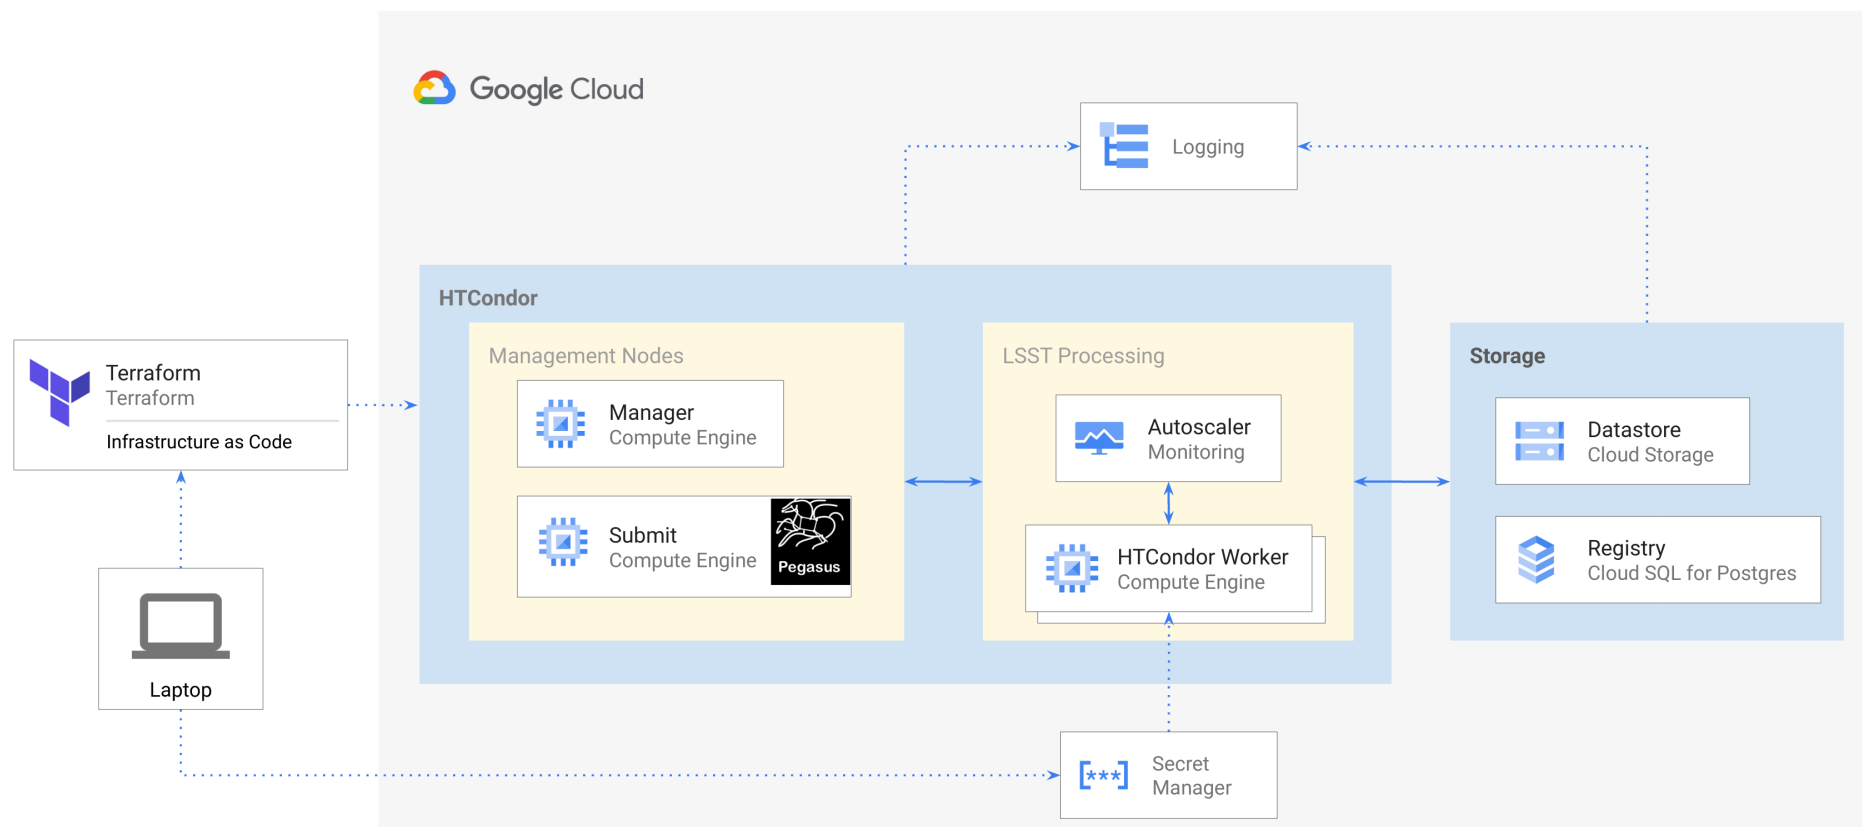 Google Cloud
Logging
HTCondor
Management Nodes
Manager
Compute Engine
Submit
Compute Engine
Pegasus
LSST Processing
Autoscaler
Monitoring
HTCondor Worker
Compute Engine
Storage
Datastore
Cloud Storage
Registry
Cloud SQL for Postgres
Terraform
Terraform
Infrastructure as Code
Laptop
[***]
Secret
Manager